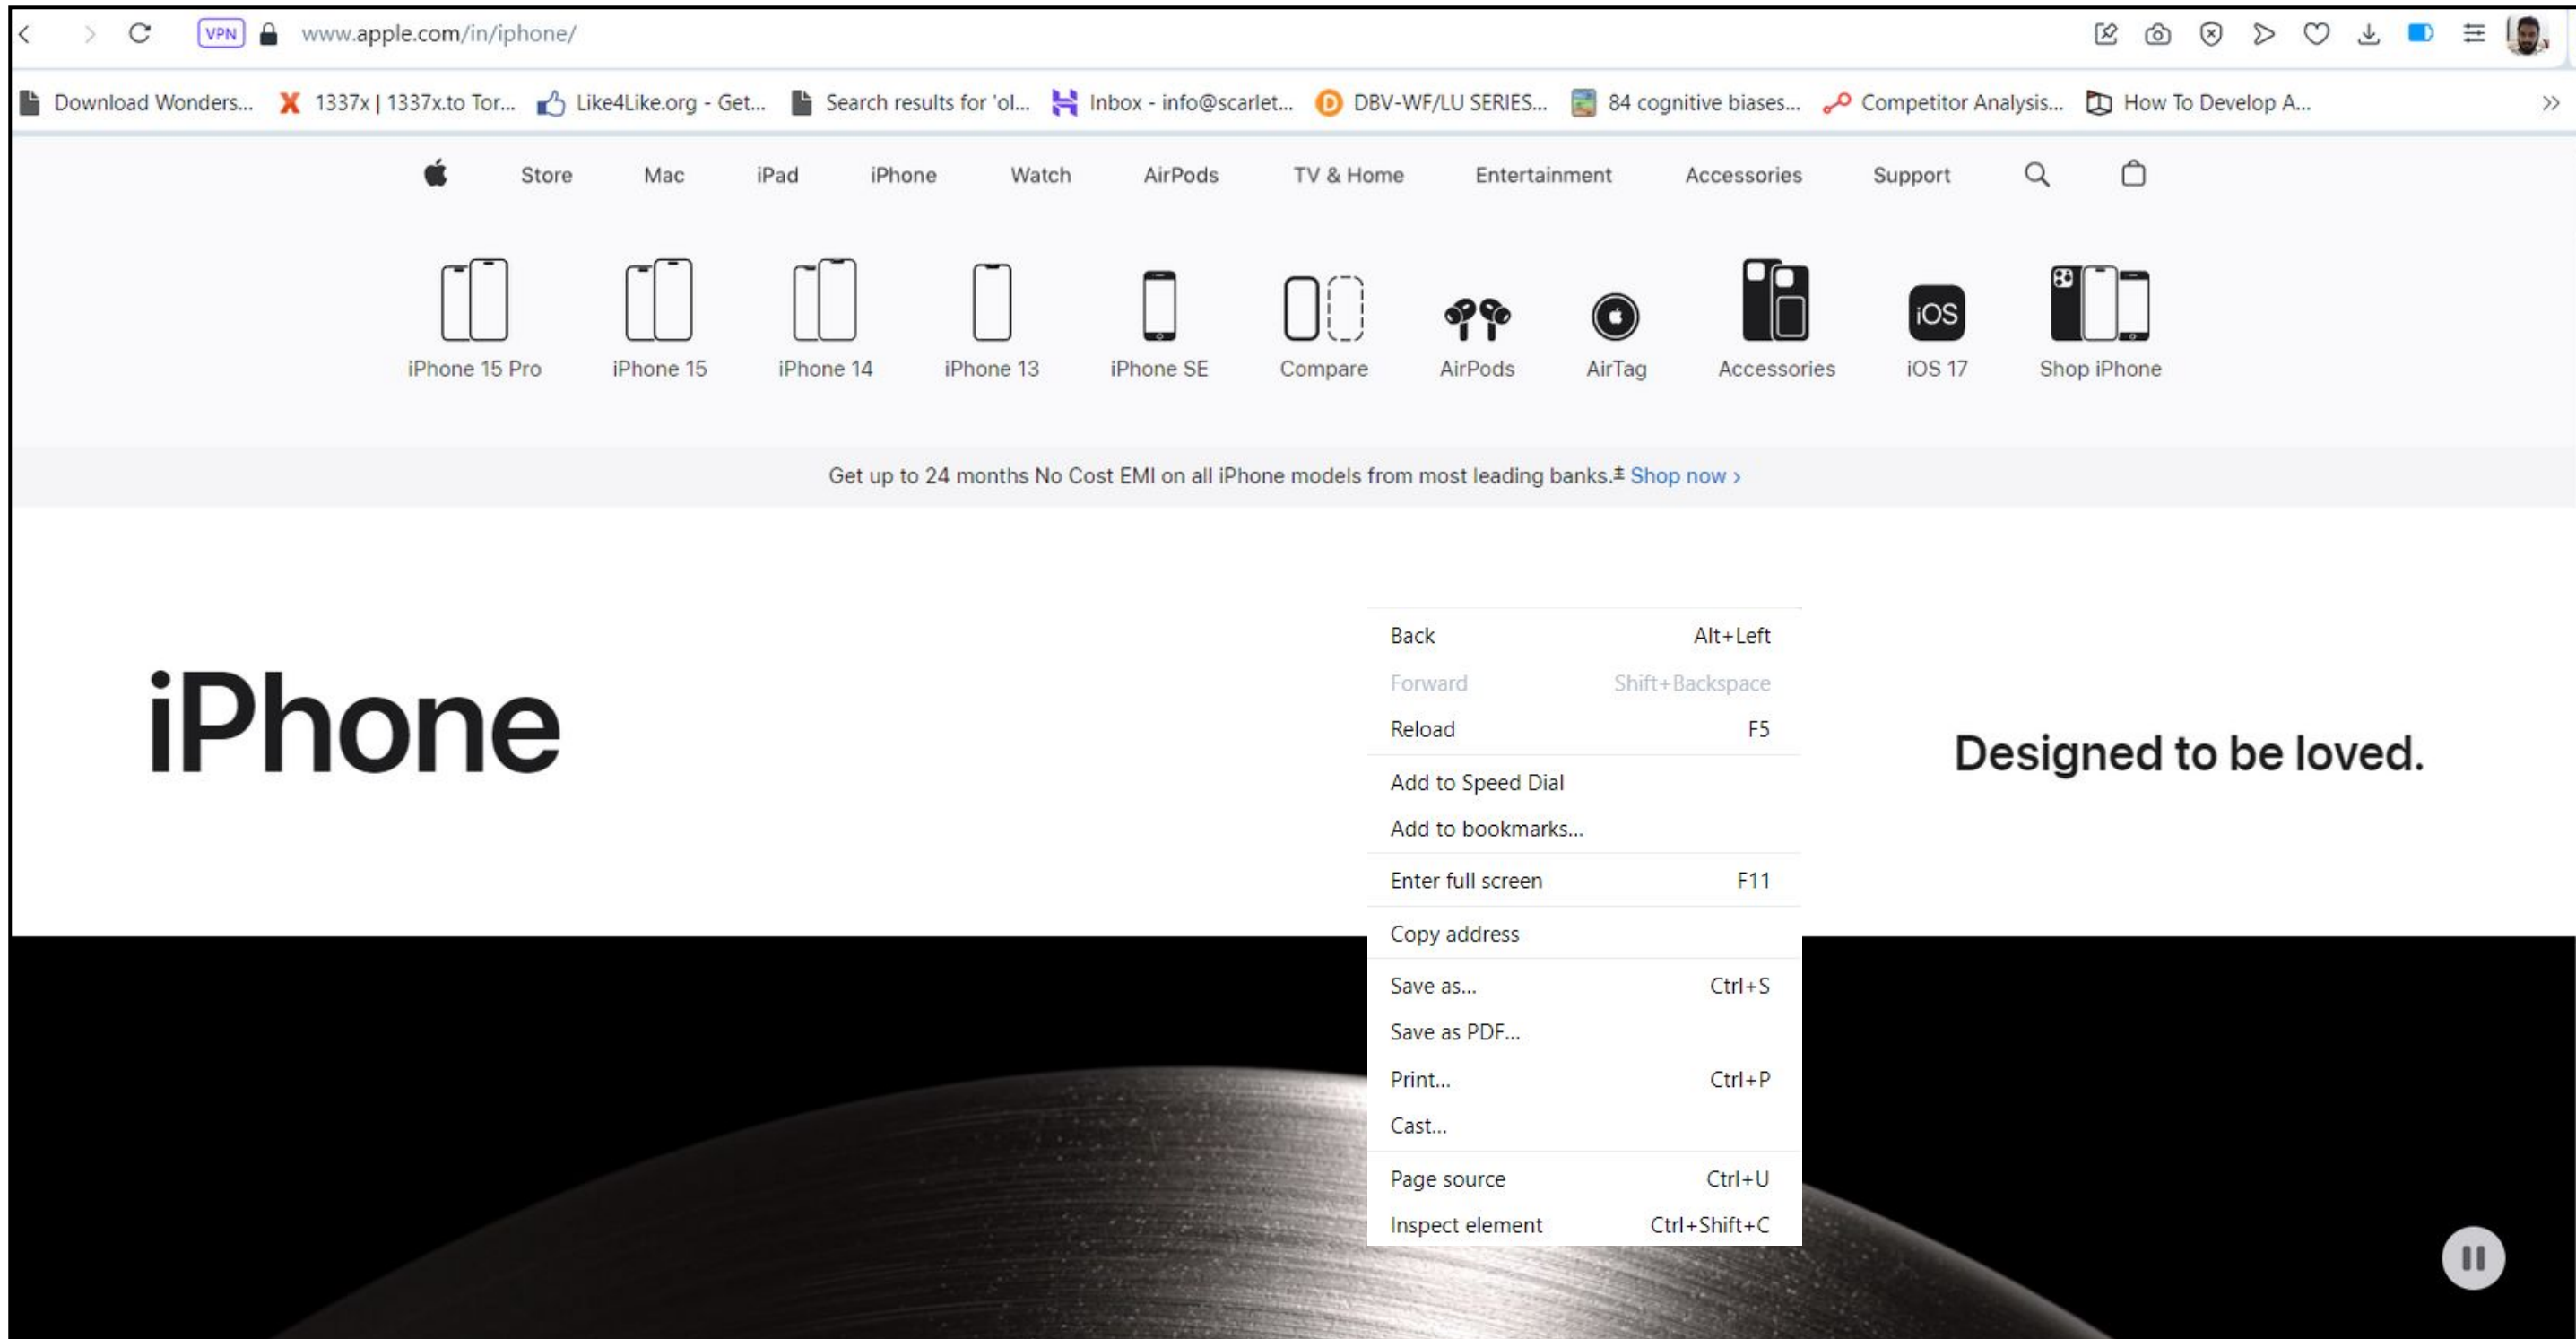 VPN www.apple.com/in/iphone/
Download Wonders... 1337x | 1337x.to Tor... Like4Like.org - Get... Search results for 'ol... Inbox - info@scarlet... DBV-WF/LU SERIES... 84 cognitive biases... Competitor Analysis... How To Develop A...
Store Mac iPad iPhone Watch AirPods TV & Home Entertainment Accessories Support
iOS
iPhone 15 Pro iPhone 15 iPhone 14 iPhone 13 iPhone SE Compare AirPods AirTag Accessories iOS 17 Shop iPhone
Get up to 24 months No Cost EMI on all iPhone models from most leading banks.‡ Shop now >
iPhone
Designed to be loved.
Back Alt+Left
Forward Shift+Backspace
Reload F5
Add to Speed Dial
Add to bookmarks...
Enter full screen F11
Copy address
Save as... Ctrl+S
Save as PDF...
Print... Ctrl+P
Cast...
Page source Ctrl+U
Inspect element Ctrl+Shift+C